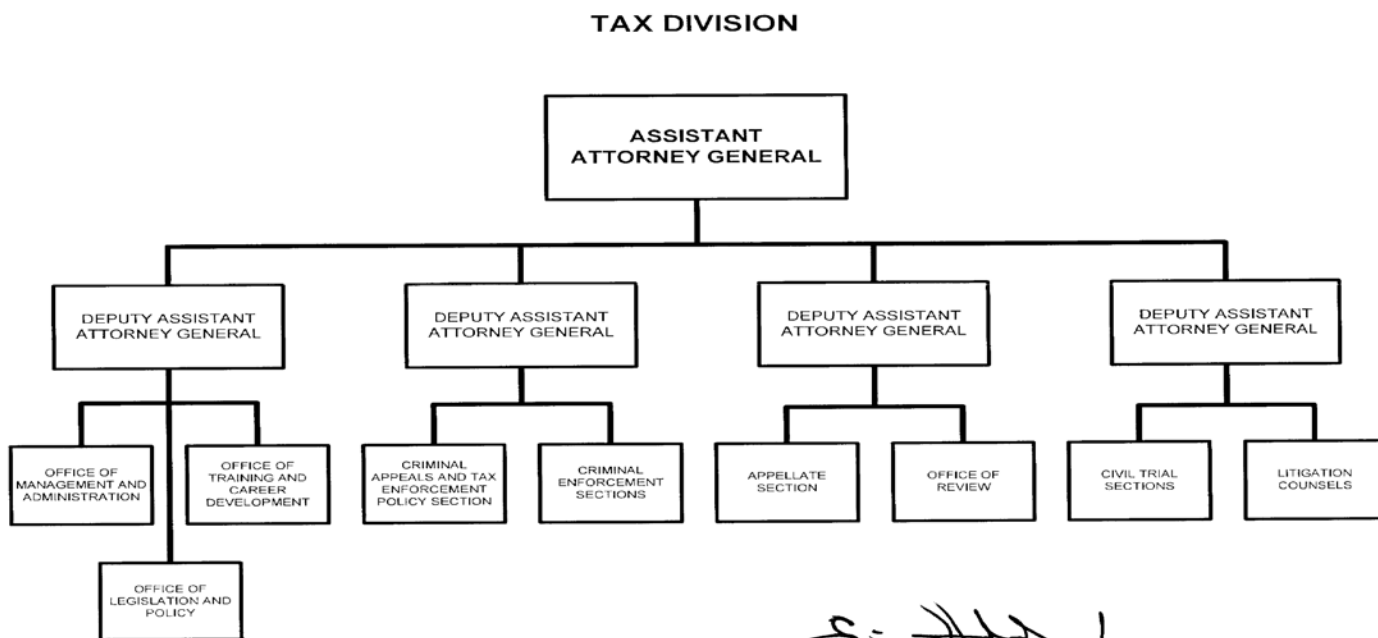 TAX DIVISION
ASSISTANT
ATTORNEY GENERAL
DEPUTY ASSISTANT
ATTORNEY GENERAL
DEPUTY ASSISTANT
ATTORNEY GENERAL
DEPUTY ASSISTANT
ATTORNEY GENERAL
DEPUTY ASSISTANT
ATTORNEY GENERAL
OFFICE OF
MANAGEMENT AND
ADMINISTRATION
OFFICE OF
TRAINING AND
CAREER
DEVELOPMENT
CRIMINAL
APPEALS AND TAX
ENFORCEMENT
POLICY SECTION
CRIMINAL
ENFORCEMENT
SECTIONS
APPELLATE
SECTION
OFFICE OF
REVIEW
CIVIL TRIAL
SECTIONS
LITIGATION
COUNSELS
OFFICE OF
LEGISLATION AND
POLICY